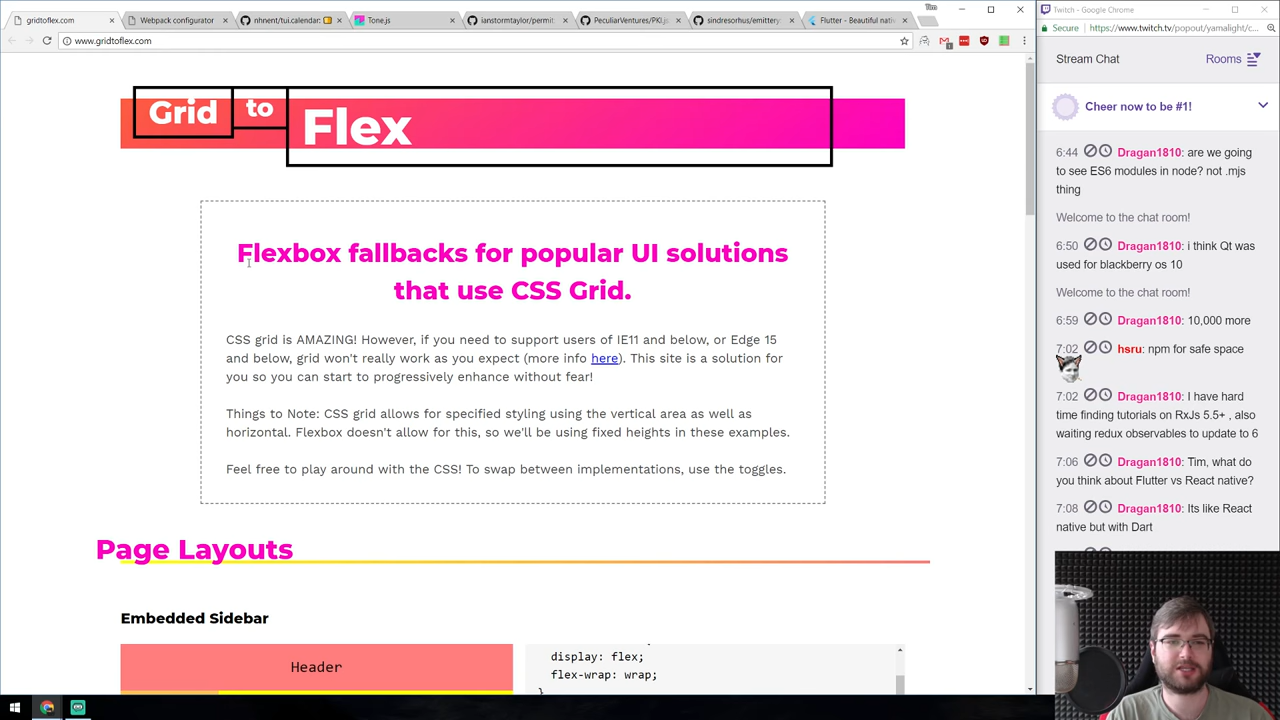 gridtoflex.com
Webpack configurator
nhnent/tui.calendar:
Tone.js
ianstormtaylor/permit
PeculiarVentures/PKI.js
sindresorhus/emittery
Flutter - Beautiful nati
Tim
www.gridtoflex.com
Grid to Flex
Flexbox fallbacks for popular UI solutions
that use CSS Grid.
CSS grid is AMAZING! However, if you need to support users of IE11 and below, or Edge 15
and below, grid won't really work as you expect (more info here). This site is a solution for
you so you can start to progressively enhance without fear!
Things to Note: CSS grid allows for specified styling using the vertical area as well as
horizontal. Flexbox doesn't allow for this, so we'll be using fixed heights in these examples.
Feel free to play around with the CSS! To swap between implementations, use the toggles.
Page Layouts
Embedded Sidebar
Header
display: flex;
flex-wrap: wrap;
}
Twitch - Google Chrome
Secure https://www.twitch.tv/popout/yamalight/c...
Stream Chat
Rooms
Cheer now to be #1!
6:44 Dragan1810: are we going
to see ES6 modules in node? not .mjs
thing
Welcome to the chat room!
6:50 Dragan1810: i think Qt was
used for blackberry os 10
Welcome to the chat room!
6:59 Dragan1810: 10,000 more
7:02 hsru: npm for safe space
7:02 Dragan1810: I have hard
time finding tutorials on RxJs 5.5+ , also
waiting redux observables to update to 6
7:06 Dragan1810: Tim, what do
you think about Flutter vs React native?
7:08 Dragan1810: Its like React
native but with Dart